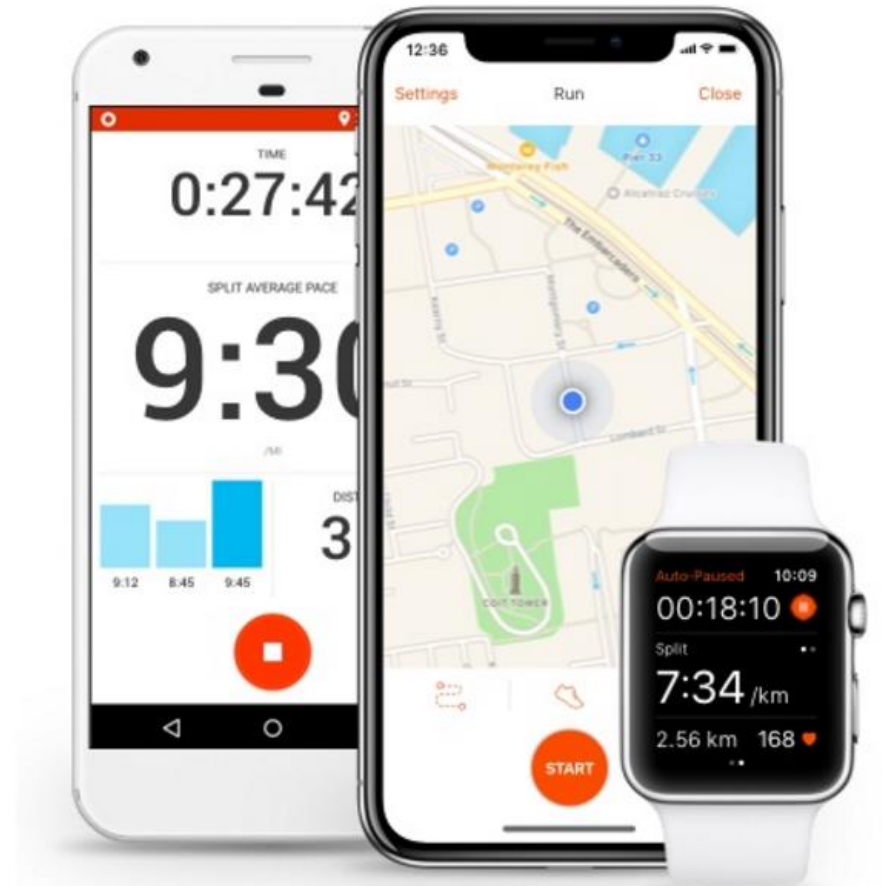 TIME
0:27:42
SPLIT AVERAGE PACE
9:30
/MI
9:12
8:45
9:45
DIST
3
12:36
Settings
Run
Close
Monterey Fish
Pier 33
Alcatraz Cruises
The Embarcadero
Kearny St
Montgomery St
Lombard St
COIT TOWER
START
Auto-Paused
10:09
00:18:10
Split
7:34 /km
2.56 km
168